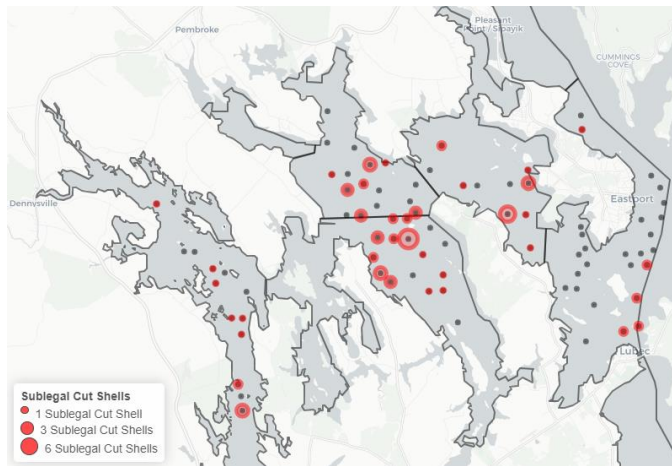 Pleasant
Point / Sipayik
Pembroke
CUMMINGS
COVE
Dennysville
Eastport
Lubec
Sublegal Cut Shells
1 Sublegal Cut Shell
3 Sublegal Cut Shells
6 Sublegal Cut Shells